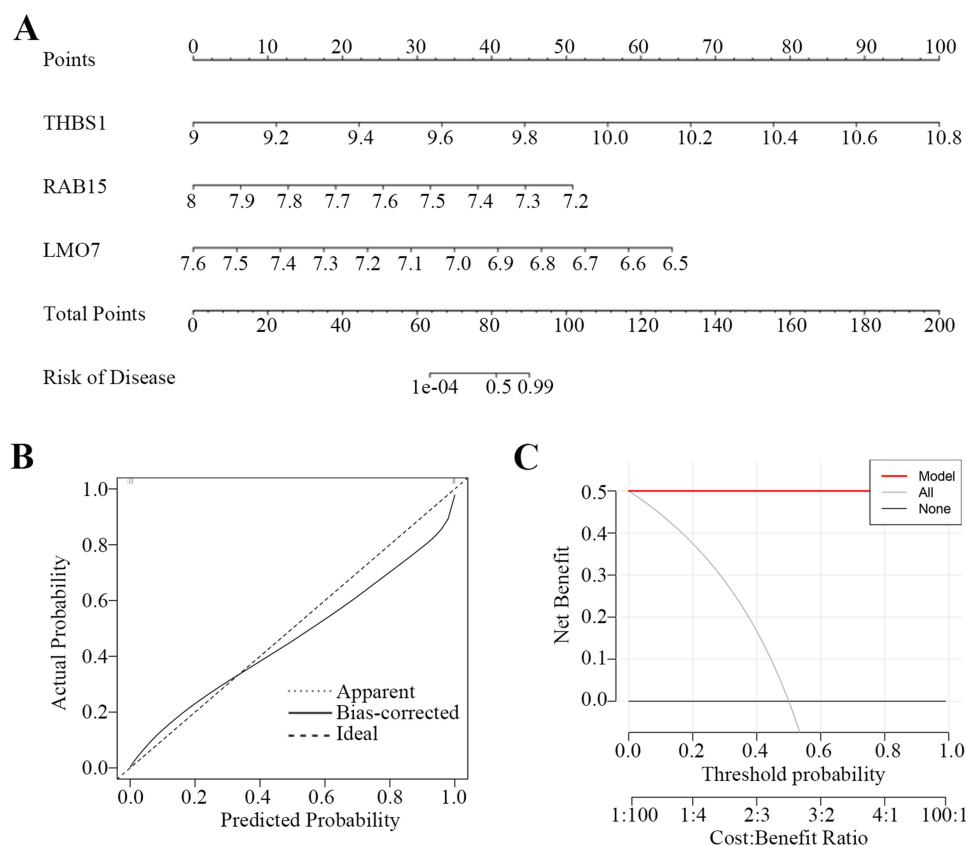 A
Points
0 10 20 30 40 50 60 70 80 90 100
THBS1
9 9.2 9.4 9.6 9.8 10.0 10.2 10.4 10.6 10.8
RAB15
8 7.9 7.8 7.7 7.6 7.5 7.4 7.3 7.2
LMO7
7.6 7.5 7.4 7.3 7.2 7.1 7.0 6.9 6.8 6.7 6.6 6.5
Total Points
0 20 40 60 80 100 120 140 160 180 200
Risk of Disease
1e-04 0.5 0.99
B
Actual Probability
1.0
0.8
0.6
0.4
0.2
0.0
Apparent
Bias-corrected
Ideal
0.0 0.2 0.4 0.6 0.8 1.0
Predicted Probability
C
Net Benefit
0.5
0.4
0.3
0.2
0.1
0.0
Model
All
None
0.0 0.2 0.4 0.6 0.8 1.0
Threshold probability
1:100 1:4 2:3 3:2 4:1 100:1
Cost:Benefit Ratio